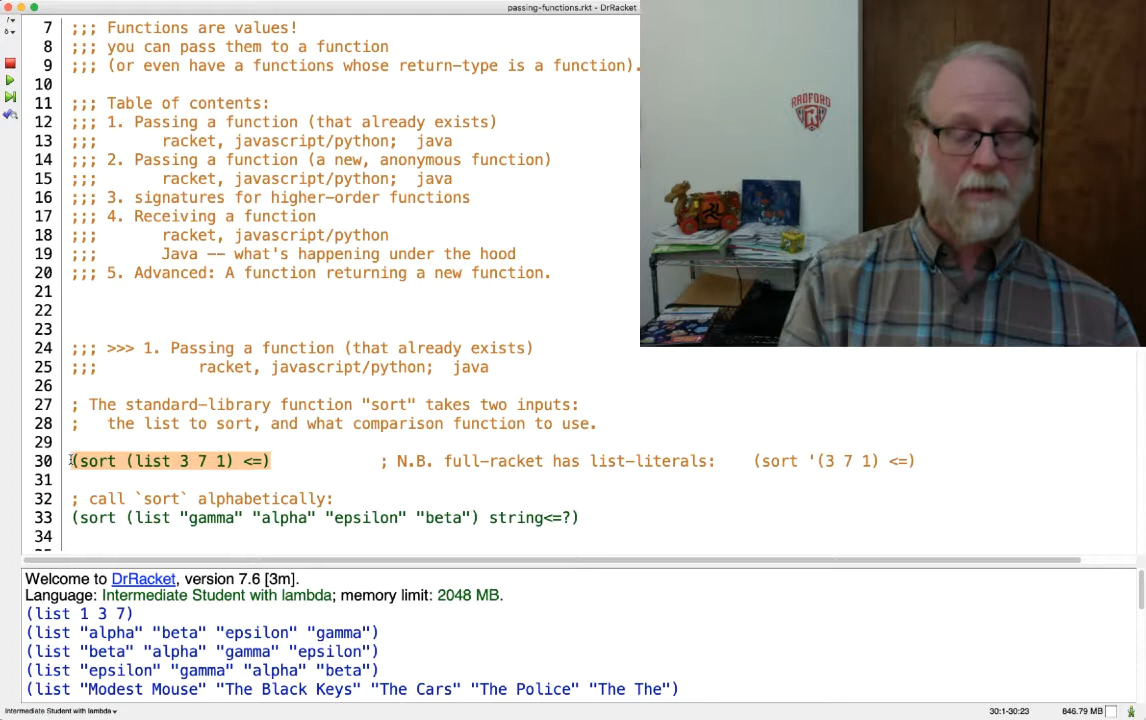 passing-functions.rkt - DrRacket
7 ;;; Functions are values!
8 ;;; you can pass them to a function
9 ;;; (or even have a functions whose return-type is a function).
10
11 ;;; Table of contents:
12 ;;; 1. Passing a function (that already exists)
13 ;;;       racket, javascript/python;  java
14 ;;; 2. Passing a function (a new, anonymous function)
15 ;;;       racket, javascript/python;  java
16 ;;; 3. signatures for higher-order functions
17 ;;; 4. Receiving a function
18 ;;;       racket, javascript/python
19 ;;;       Java -- what's happening under the hood
20 ;;; 5. Advanced: A function returning a new function.
21
22
23
24 ;;; >>> 1. Passing a function (that already exists)
25 ;;;           racket, javascript/python;  java
26
27 ; The standard-library function "sort" takes two inputs:
28 ;   the list to sort, and what comparison function to use.
29
30 (sort (list 3 7 1) <=)            ; N.B. full-racket has list-literals:    (sort '(3 7 1) <=)
31
32 ; call `sort` alphabetically:
33 (sort (list "gamma" "alpha" "epsilon" "beta") string<=?)
34
RADFORD
Welcome to DrRacket, version 7.6 [3m].
Language: Intermediate Student with lambda; memory limit: 2048 MB.
(list 1 3 7)
(list "alpha" "beta" "epsilon" "gamma")
(list "beta" "alpha" "gamma" "epsilon")
(list "epsilon" "gamma" "alpha" "beta")
(list "Modest Mouse" "The Black Keys" "The Cars" "The Police" "The The")
Intermediate Student with lambda
30:1-30:23
846.79 MB